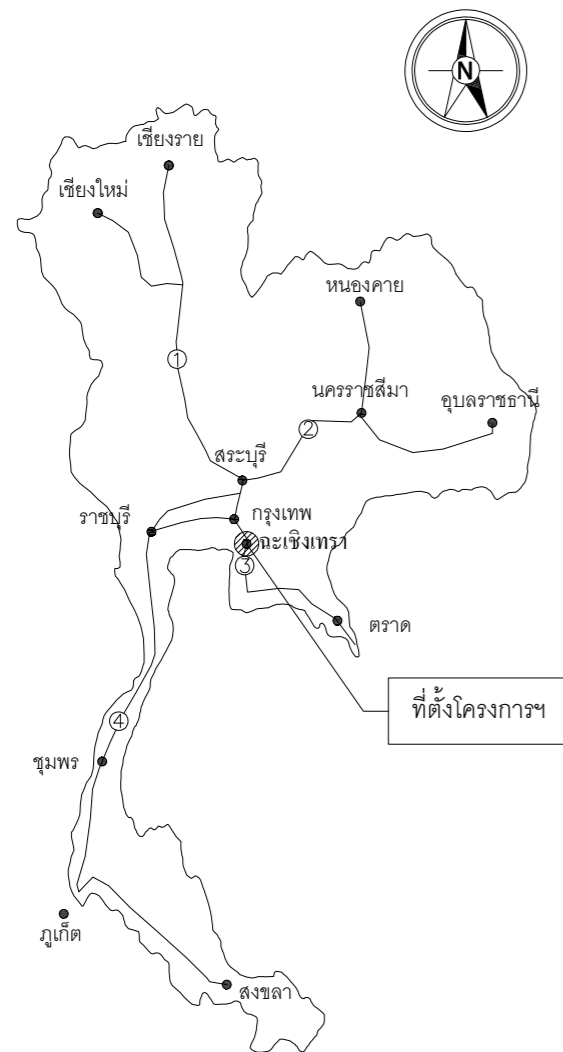 N
เชียงราย
เชียงใหม่
หนองคาย
1
นครราชสีมา
อุบลราชธานี
2
สระบุรี
ราชบุรี
กรุงเทพ
ฉะเชิงเทรา
3
ตราด
ที่ตั้งโครงการฯ
4
ชุมพร
ภูเก็ต
สงขลา